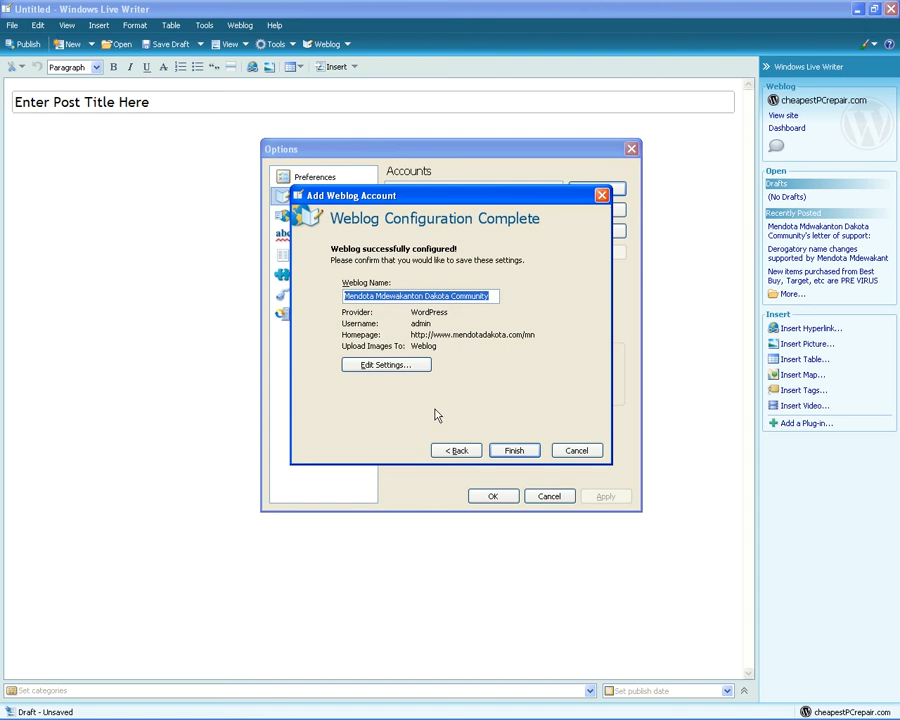 Untitled - Windows Live Writer
File Edit View Insert Format Table Tools Weblog Help
Publish New Open Save Draft View Tools Weblog
Paragraph B I U A Insert
Enter Post Title Here
Windows Live Writer
Weblog
cheapestPCrepair.com
View site
Dashboard
Open
Drafts
(No Drafts)
Recently Posted
Mendota Mdewakanton Dakota
Community's letter of support:
Derogatory name changes
supported by Mendota Mdewakant
New items purchased from Best
Buy, Target, etc are PRE VIRUS
More...
Insert
Insert Hyperlink...
Insert Picture...
Insert Table...
Insert Map...
Insert Tags...
Insert Video...
Add a Plug-in...
Options
Preferences
Accounts
abc
Add Weblog Account
Weblog Configuration Complete
Weblog successfully configured!
Please confirm that you would like to save these settings.
Weblog Name:
Mendota Mdewakanton Dakota Community
Provider: WordPress
Username: admin
Homepage: http://www.mendotadakota.com/mn
Upload Images To: Weblog
Edit Settings...
< Back Finish Cancel
OK Cancel Apply
Set categories Set publish date
Draft - Unsaved cheapestPCrepair.com